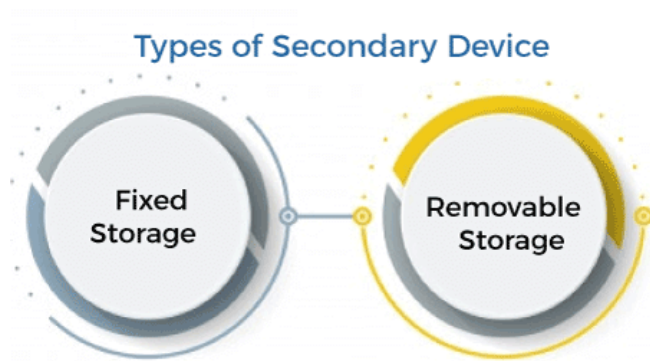 Types of Secondary Device
Fixed
Storage
Removable
Storage